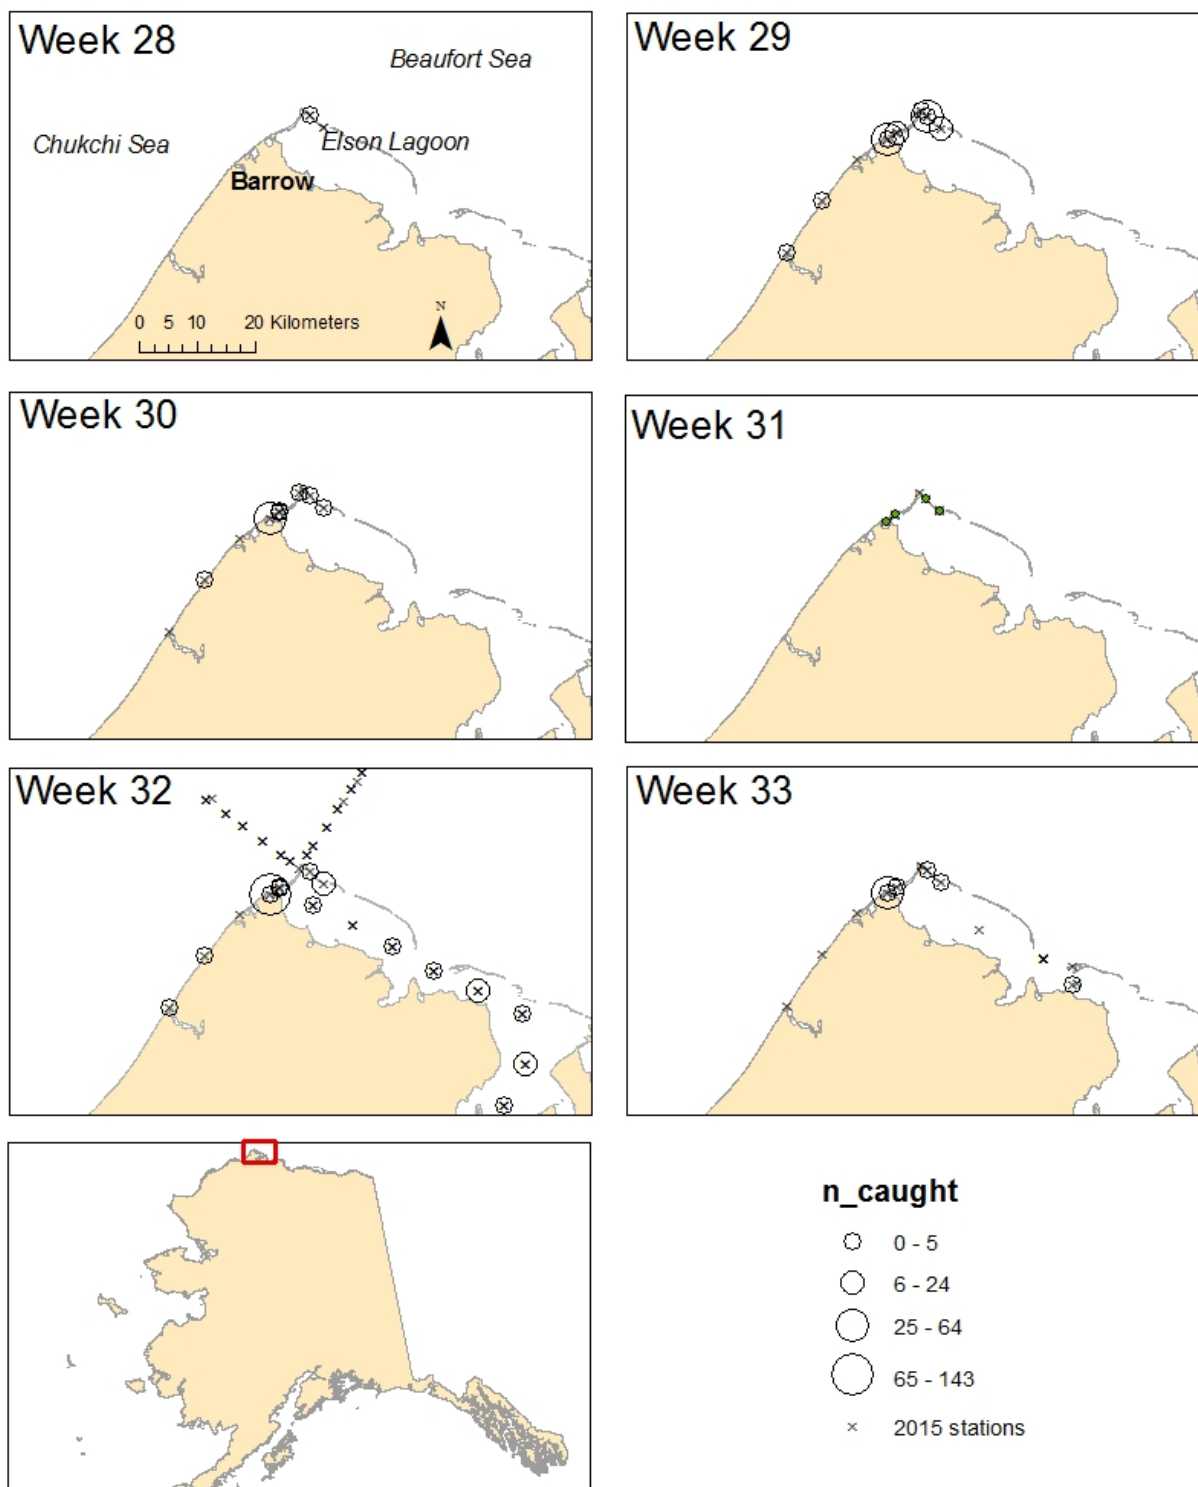 Week 28
Beaufort Sea
Chukchi Sea
Elson Lagoon
Barrow
0 5 10 20 Kilometers
N
Week 29
Week 30
Week 31
Week 32
Week 33
n_caught
0 - 5
6 - 24
25 - 64
65 - 143
2015 stations